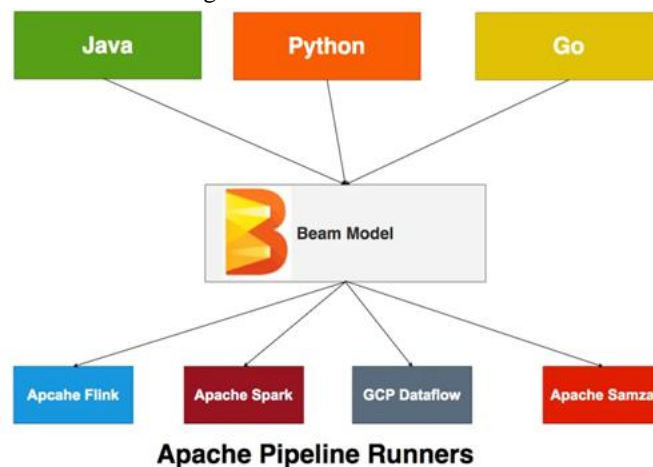 Java
Python
Go
Beam Model
Apcahe Flink
Apache Spark
GCP Dataflow
Apache Samza
Apache Pipeline Runners